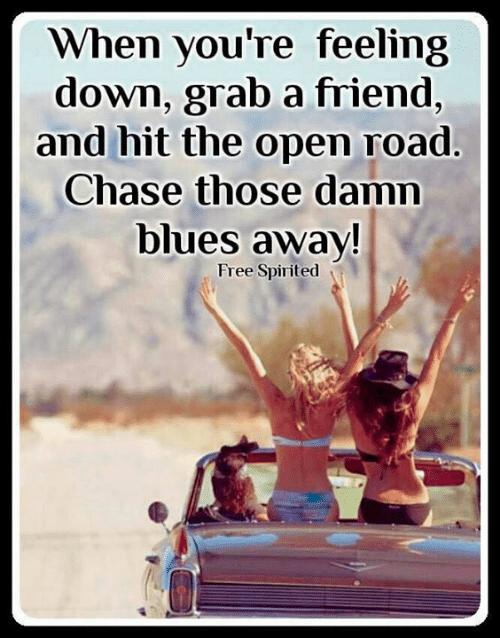 When you're feeling
down, grab a friend,
and hit the open road.
Chase those damn
blues away!
Free Spirited